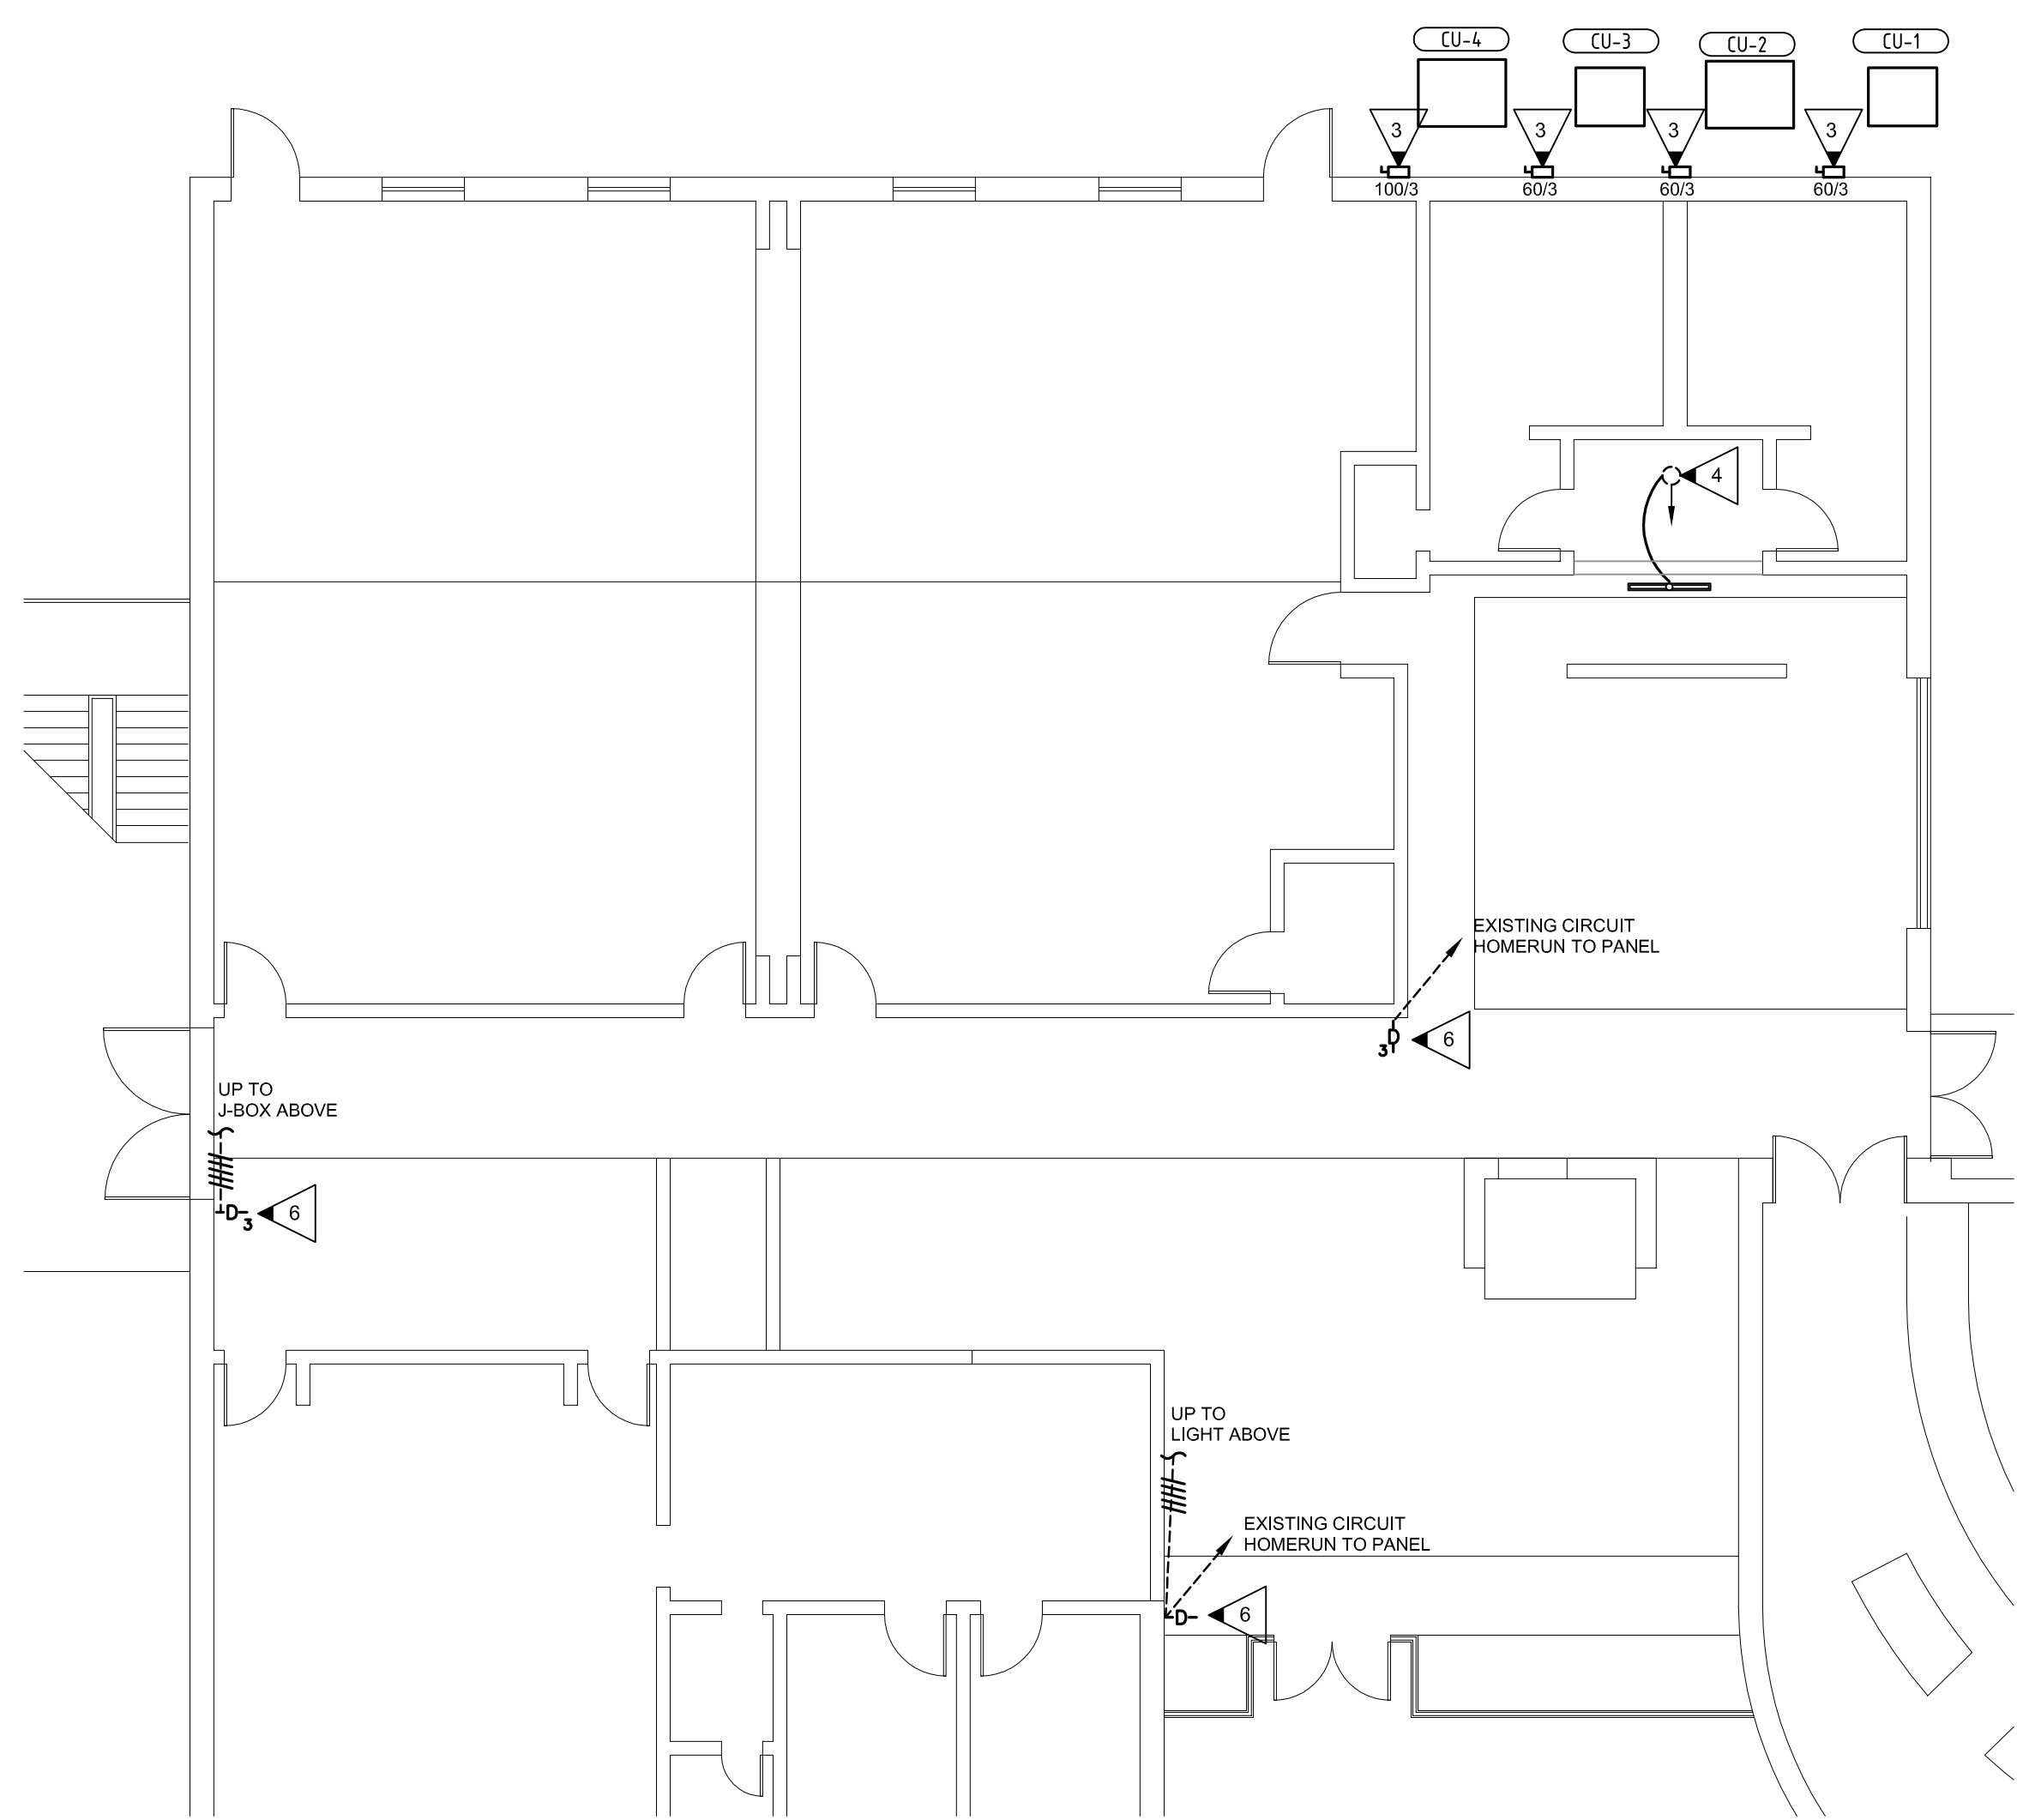 CU-4
CU-3
CU-2
CU-1
3
3
3
3
100/3
60/3
60/3
60/3
4
EXISTING CIRCUIT
HOMERUN TO PANEL
D
3
6
UP TO
J-BOX ABOVE
D
3
6
UP TO
LIGHT ABOVE
EXISTING CIRCUIT
HOMERUN TO PANEL
D
6